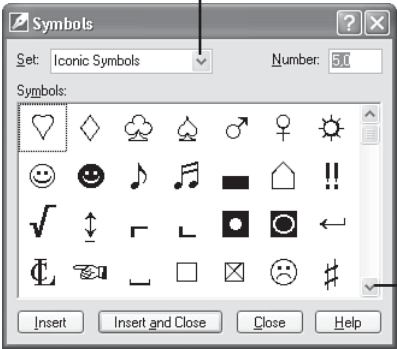 Symbols
Set: Iconic Symbols Number: 5,0
Symbols:
Insert Insert and Close Close Help